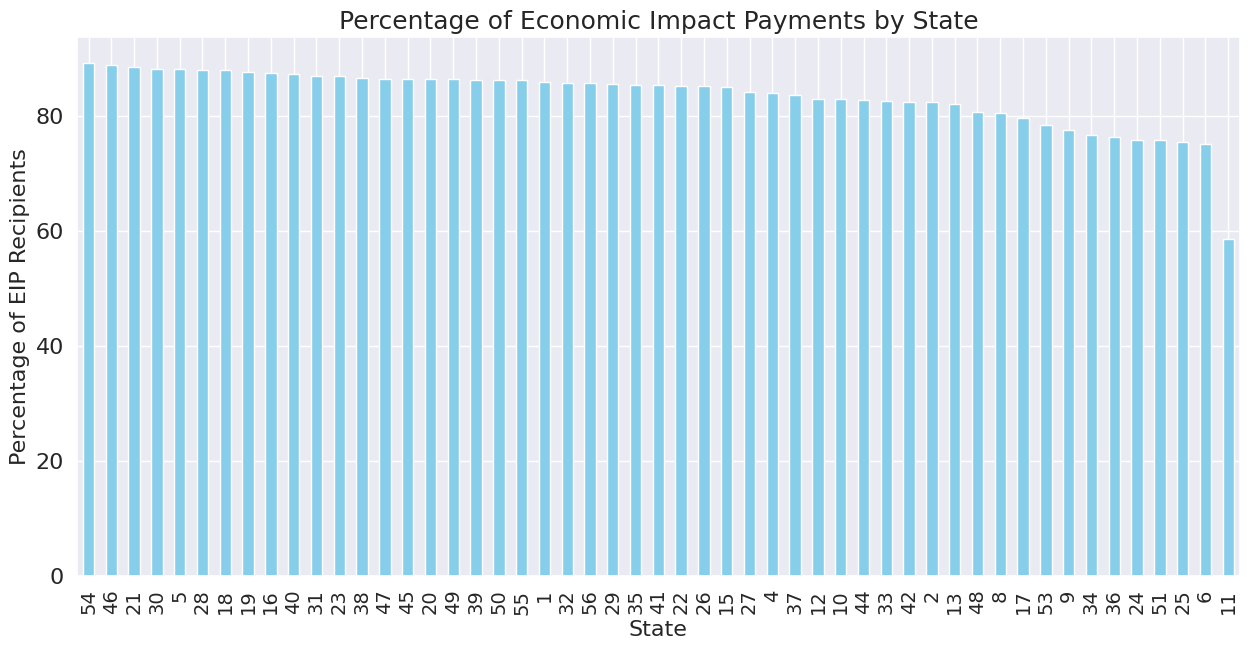 Percentage of Economic Impact Payments by State
Percentage of EIP Recipients
80
60
40
20
0
54 46 21 30 5 28 18 19 16 40 31 23 38 47 45 20 49 39 50 55 1 32 56 29 35 41 22 26 15 27 4 37 12 10 44 33 42 2 13 48 8 17 53 9 34 36 24 51 25 6 11
State